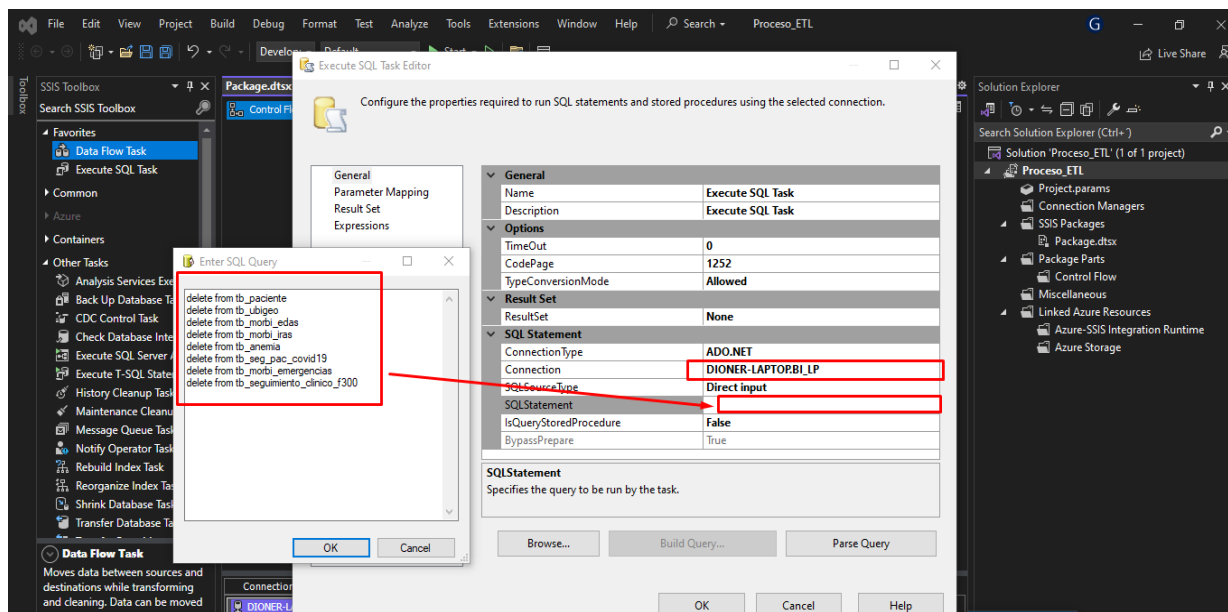 File Edit View Project Build Debug Format Test Analyze Tools Extensions Window Help Search Proceso_ETL G
Start
Live Share
Toolbox
SSIS Toolbox
Search SSIS Toolbox
Favorites
Data Flow Task
Execute SQL Task
Common
Azure
Containers
Other Tasks
Analysis Services Exe
Back Up Database Ta
CDC Control Task
Check Database Inte
Execute SQL Server A
Execute T-SQL State
History Cleanup Task
Maintenance Cleanu
Message Queue Task
Notify Operator Task
Rebuild Index Task
Reorganize Index Tas
Shrink Database Task
Transfer Database Ta
Data Flow Task
Moves data between sources and
destinations while transforming
and cleaning. Data can be moved
Package.dtsx
Control Fl
Connection
DIONER-L
Execute SQL Task Editor
Configure the properties required to run SQL statements and stored procedures using the selected connection.
General
Parameter Mapping
Result Set
Expressions
General
Name Execute SQL Task
Description Execute SQL Task
Options
TimeOut 0
CodePage 1252
TypeConversionMode Allowed
Result Set
ResultSet None
SQL Statement
ConnectionType ADO.NET
Connection DIONER-LAPTOP.BI_LP
SQLSourceType Direct input
SQLStatement
IsQueryStoredProcedure False
BypassPrepare True
SQLStatement
Specifies the query to be run by the task.
Browse... Build Query... Parse Query
OK Cancel Help
Enter SQL Query
delete from tb_paciente
delete from tb_ubigeo
delete from tb_morbi_edas
delete from tb_morbi_iras
delete from tb_anemia
delete from tb_seg_pac_covid19
delete from tb_morbi_emergencias
delete from tb_seguimiento_clinico_f300
OK Cancel
Solution Explorer
Search Solution Explorer (Ctrl+´)
Solution 'Proceso_ETL' (1 of 1 project)
Proceso_ETL
Project.params
Connection Managers
SSIS Packages
Package.dtsx
Package Parts
Control Flow
Miscellaneous
Linked Azure Resources
Azure-SSIS Integration Runtime
Azure Storage